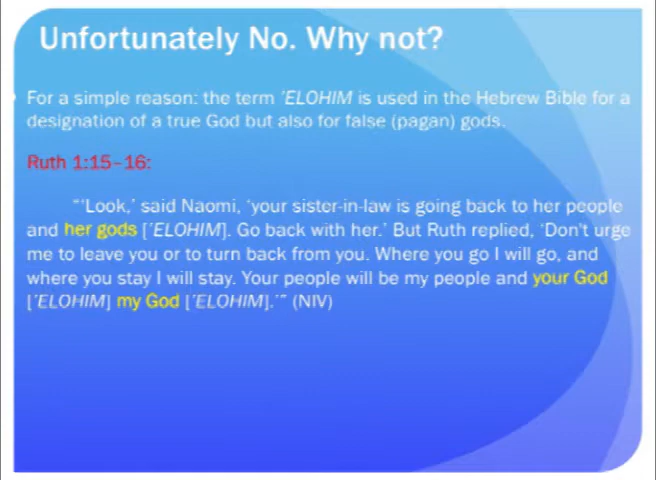 Unfortunately No. Why not?
For a simple reason: the term 'ELOHIM is used in the Hebrew Bible for a
designation of a true God but also for false (pagan) gods.
Ruth 1:15–16:
"'Look,' said Naomi, 'your sister-in-law is going back to her people
and her gods ['ELOHIM]. Go back with her.' But Ruth replied, 'Don't urge
me to leave you or to turn back from you. Where you go I will go, and
where you stay I will stay. Your people will be my people and your God
['ELOHIM] my God ['ELOHIM].'" (NIV)